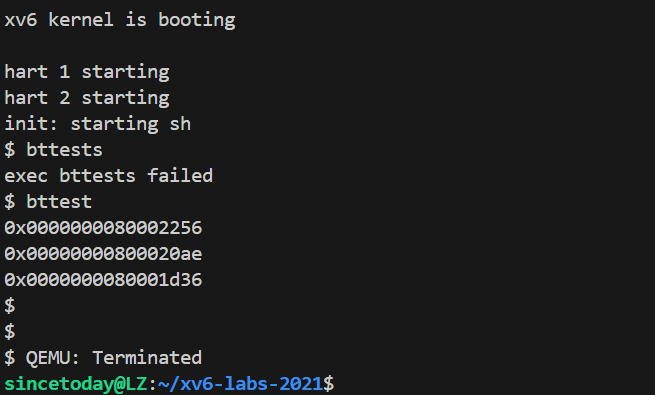 xv6 kernel is booting
hart 1 starting
hart 2 starting
init: starting sh
$ bttests
exec bttests failed
$ bttest
0x0000000080002256
0x00000000800020ae
0x0000000080001d36
$
$
$ QEMU: Terminated
sincetoday@LZ:~/xv6-labs-2021$